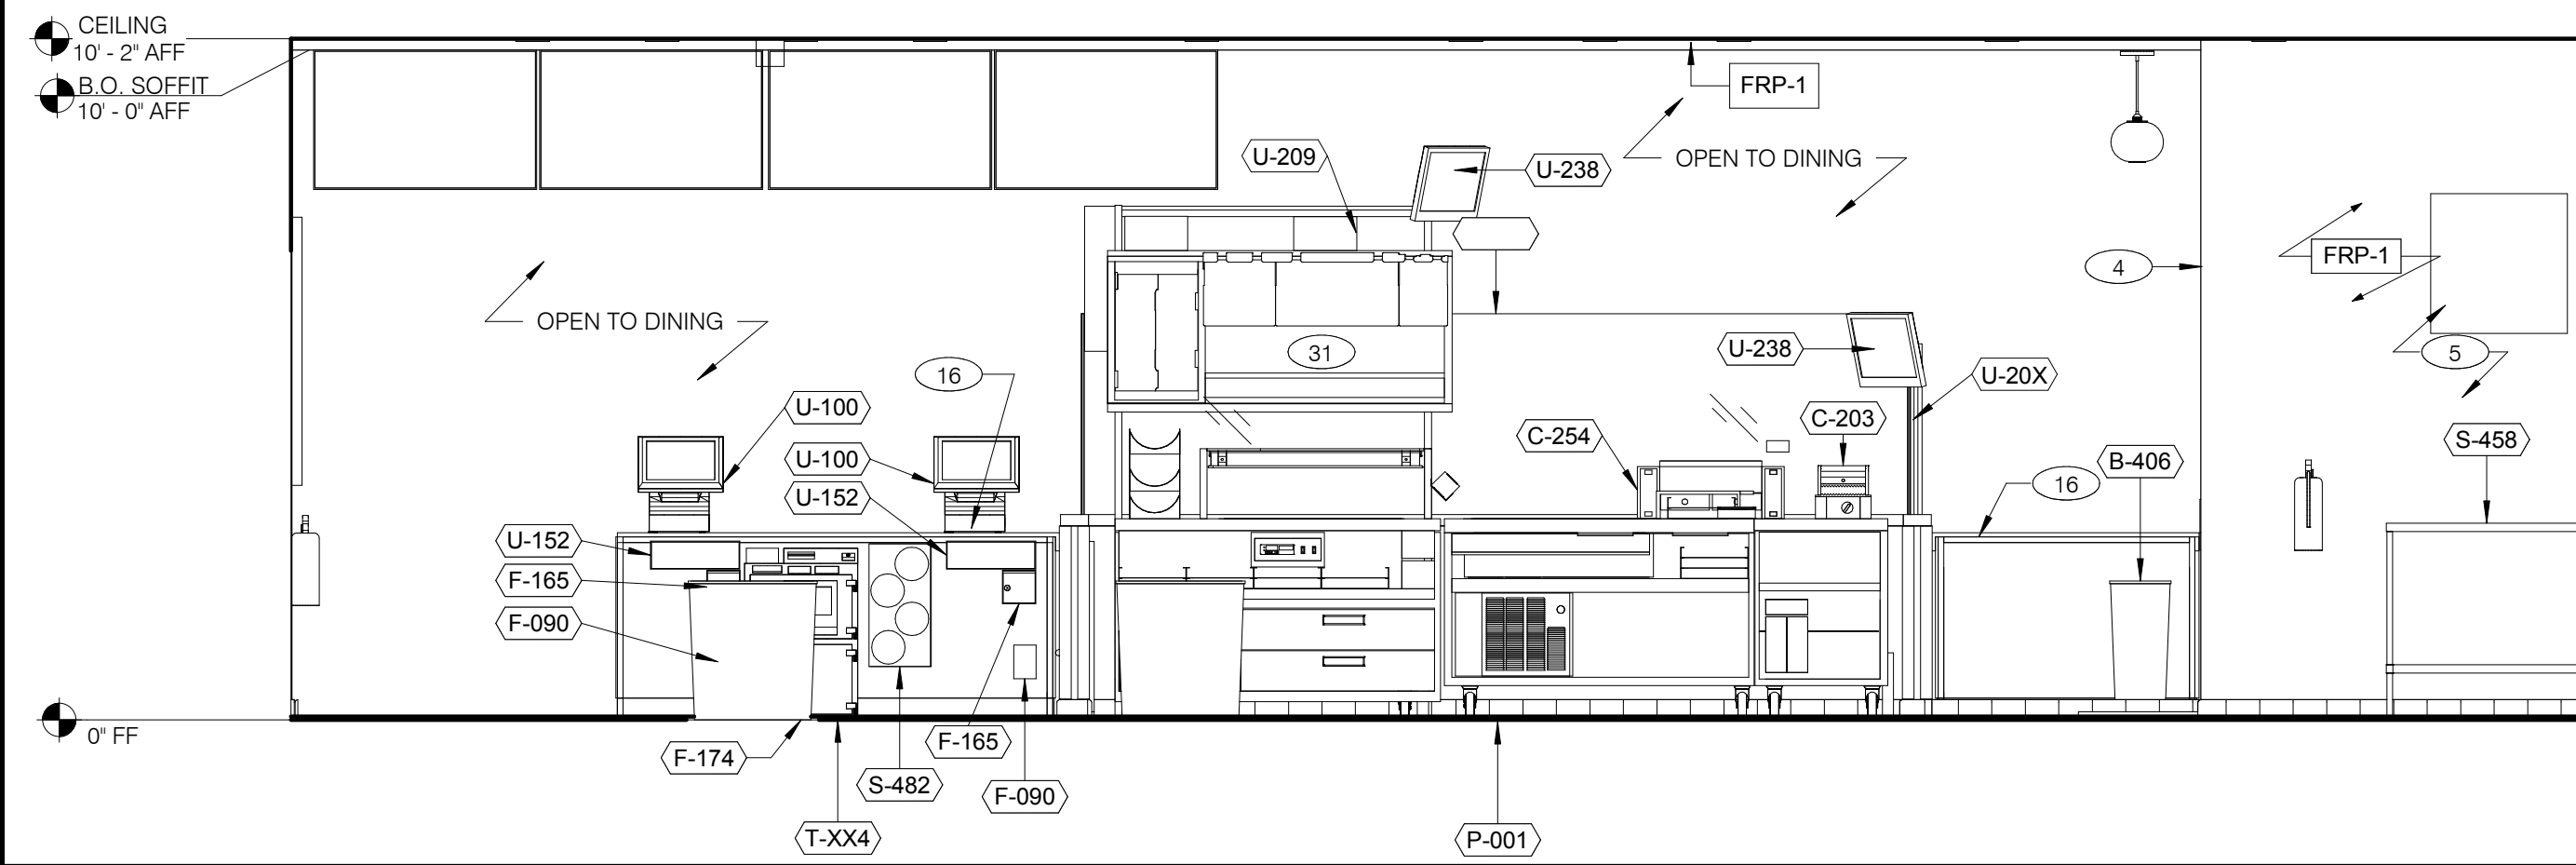 CEILING
10' - 2" AFF
B.O. SOFFIT
10' - 0" AFF
FRP-1
U-209
U-238
OPEN TO DINING
4
FRP-1
OPEN TO DINING
31
U-238
5
16
U-20X
U-100
C-203
C-254
S-458
U-100
B-406
U-152
16
U-152
F-165
F-090
0" FF
F-174
F-165
S-482
F-090
T-XX4
P-001